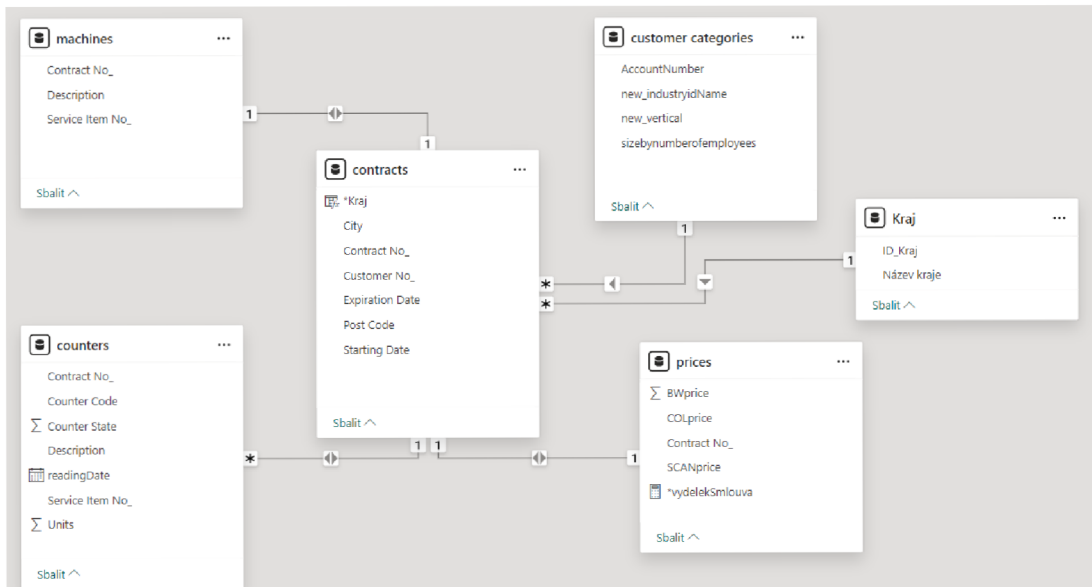 machines
Contract No_
Description
Service Item No_
Sbalit
customer categories
AccountNumber
new_industryidName
new_vertical
sizebynumberofemployees
Sbalit
1
1
contracts
*Kraj
City
Contract No_
Customer No_
Expiration Date
Post Code
Starting Date
Sbalit
1
*
*
1
Kraj
ID_Kraj
Název kraje
Sbalit
counters
Contract No_
Counter Code
Counter State
Description
readingDate
Service Item No_
Units
Sbalit
*
1
1
1
prices
BWprice
COLprice
Contract No_
SCANprice
*vydelekSmlouva
Sbalit